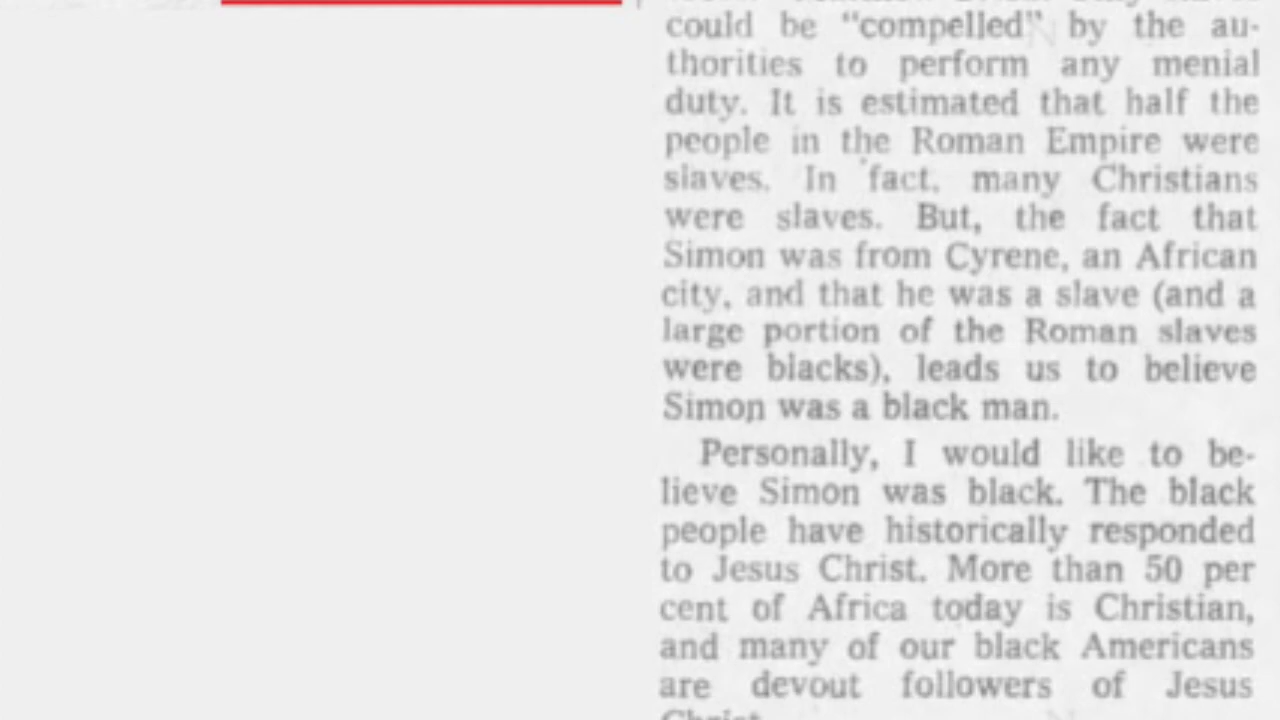 could be "compelled" by the au-
thorities to perform any menial
duty. It is estimated that half the
people in the Roman Empire were
slaves. In fact, many Christians
were slaves. But, the fact that
Simon was from Cyrene, an African
city, and that he was a slave (and a
large portion of the Roman slaves
were blacks), leads us to believe
Simon was a black man.
Personally, I would like to be-
lieve Simon was black. The black
people have historically responded
to Jesus Christ. More than 50 per
cent of Africa today is Christian,
and many of our black Americans
are devout followers of Jesus